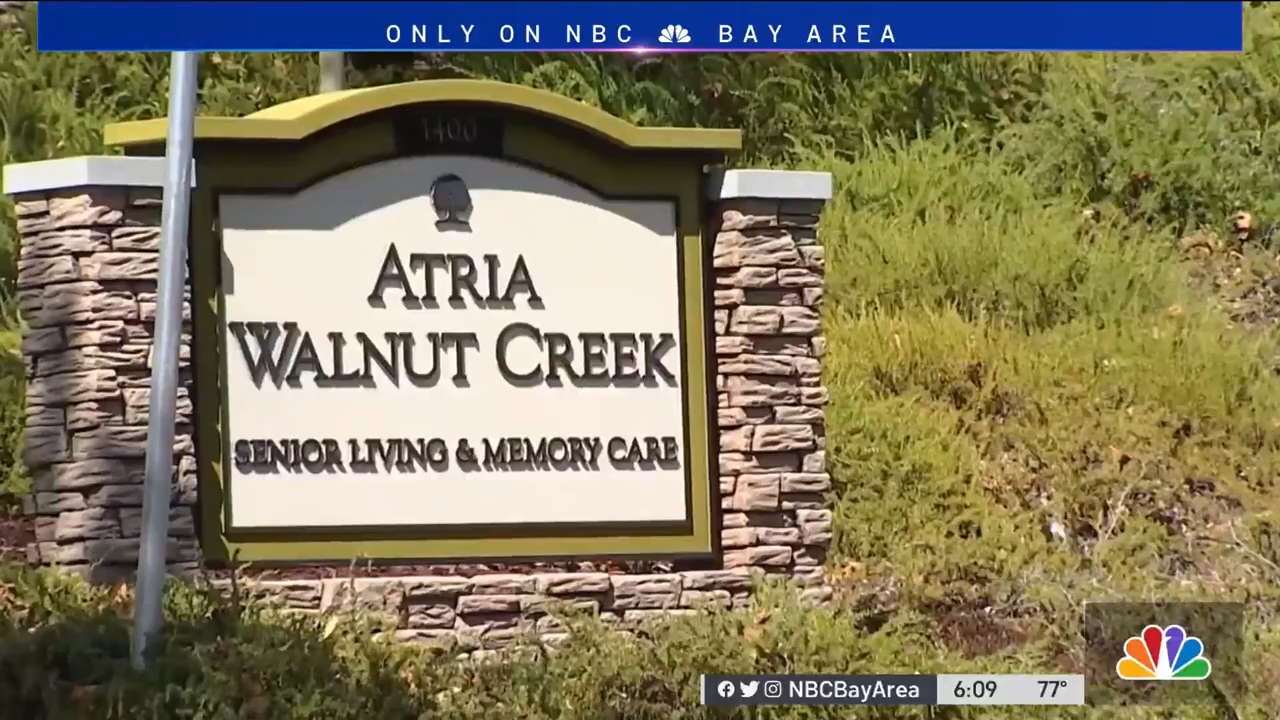 ONLY ON NBC BAY AREA
1400
ATRIA
WALNUT CREEK
SENIOR LIVING & MEMORY CARE
NBCBayArea 6:09 77°